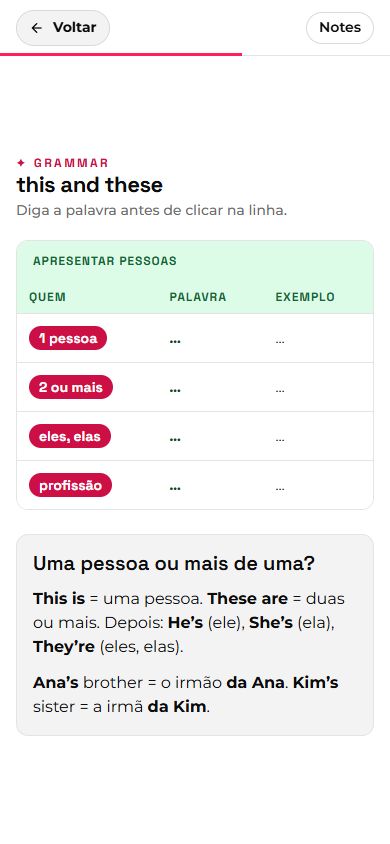 ← Voltar
Notes
✦ GRAMMAR
this and these
Diga a palavra antes de clicar na linha.
APRESENTAR PESSOAS
QUEM PALAVRA EXEMPLO
1 pessoa ... ...
2 ou mais ... ...
eles, elas ... ...
profissão ... ...
Uma pessoa ou mais de uma?
This is = uma pessoa. These are = duas
ou mais. Depois: He’s (ele), She’s (ela),
They’re (eles, elas).
Ana’s brother = o irmão da Ana. Kim’s
sister = a irmã da Kim.